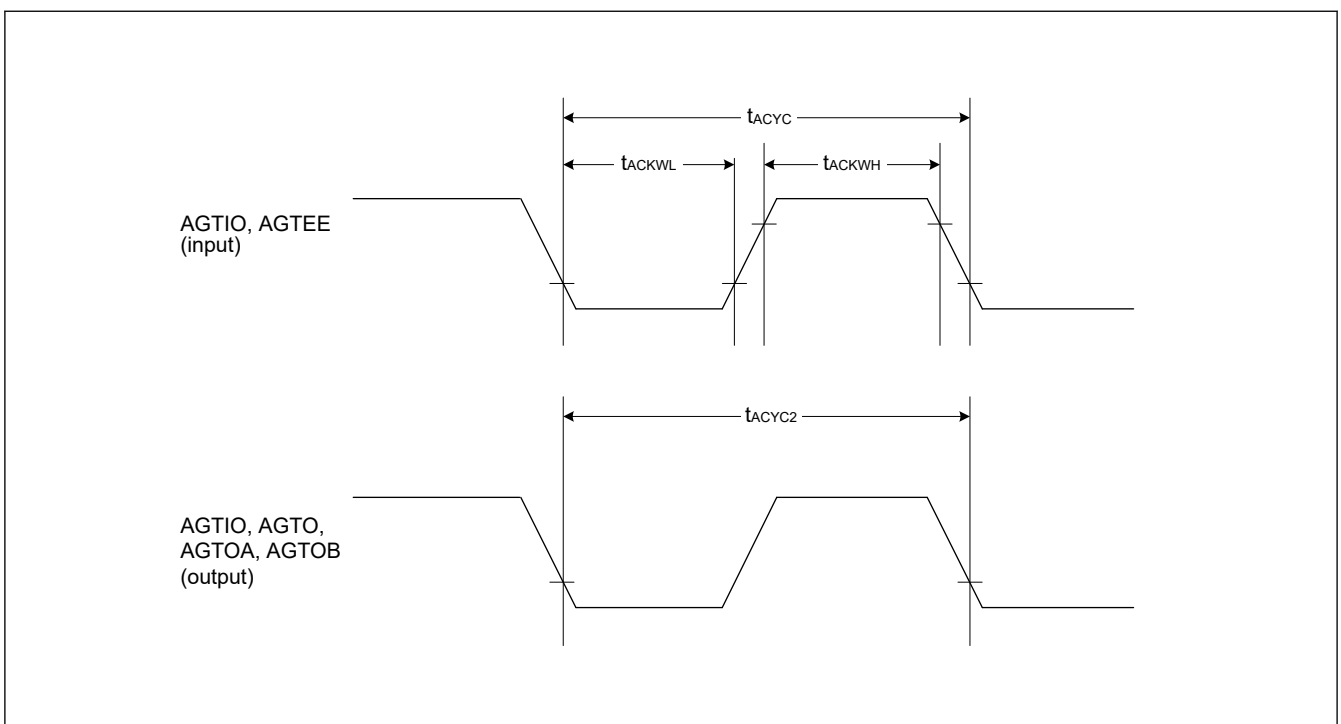 tACYC
tACKWL
tACKWH
AGTIO, AGTEE
(input)
tACYC2
AGTIO, AGTO,
AGTOA, AGTOB
(output)